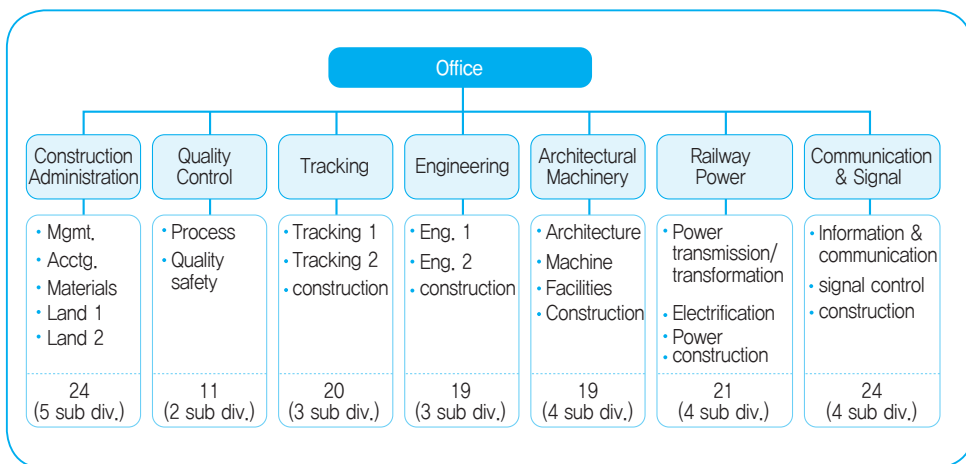 Office
Construction
Administration
Quality
Control
Tracking
Engineering
Architectural
Machinery
Railway
Power
Communication
& Signal
• Mgmt.
• Acctg.
• Materials
• Land 1
• Land 2
• Process
• Quality
safety
• Tracking 1
• Tracking 2
• construction
• Eng. 1
• Eng. 2
• construction
• Architecture
• Machine
• Facilities
• Construction
• Power
transmission/
transformation
• Electrification
• Power
• construction
• Information &
communication
• signal control
• construction
24
(5 sub div.)
11
(2 sub div.)
20
(3 sub div.)
19
(3 sub div.)
19
(4 sub div.)
21
(4 sub div.)
24
(4 sub div.)